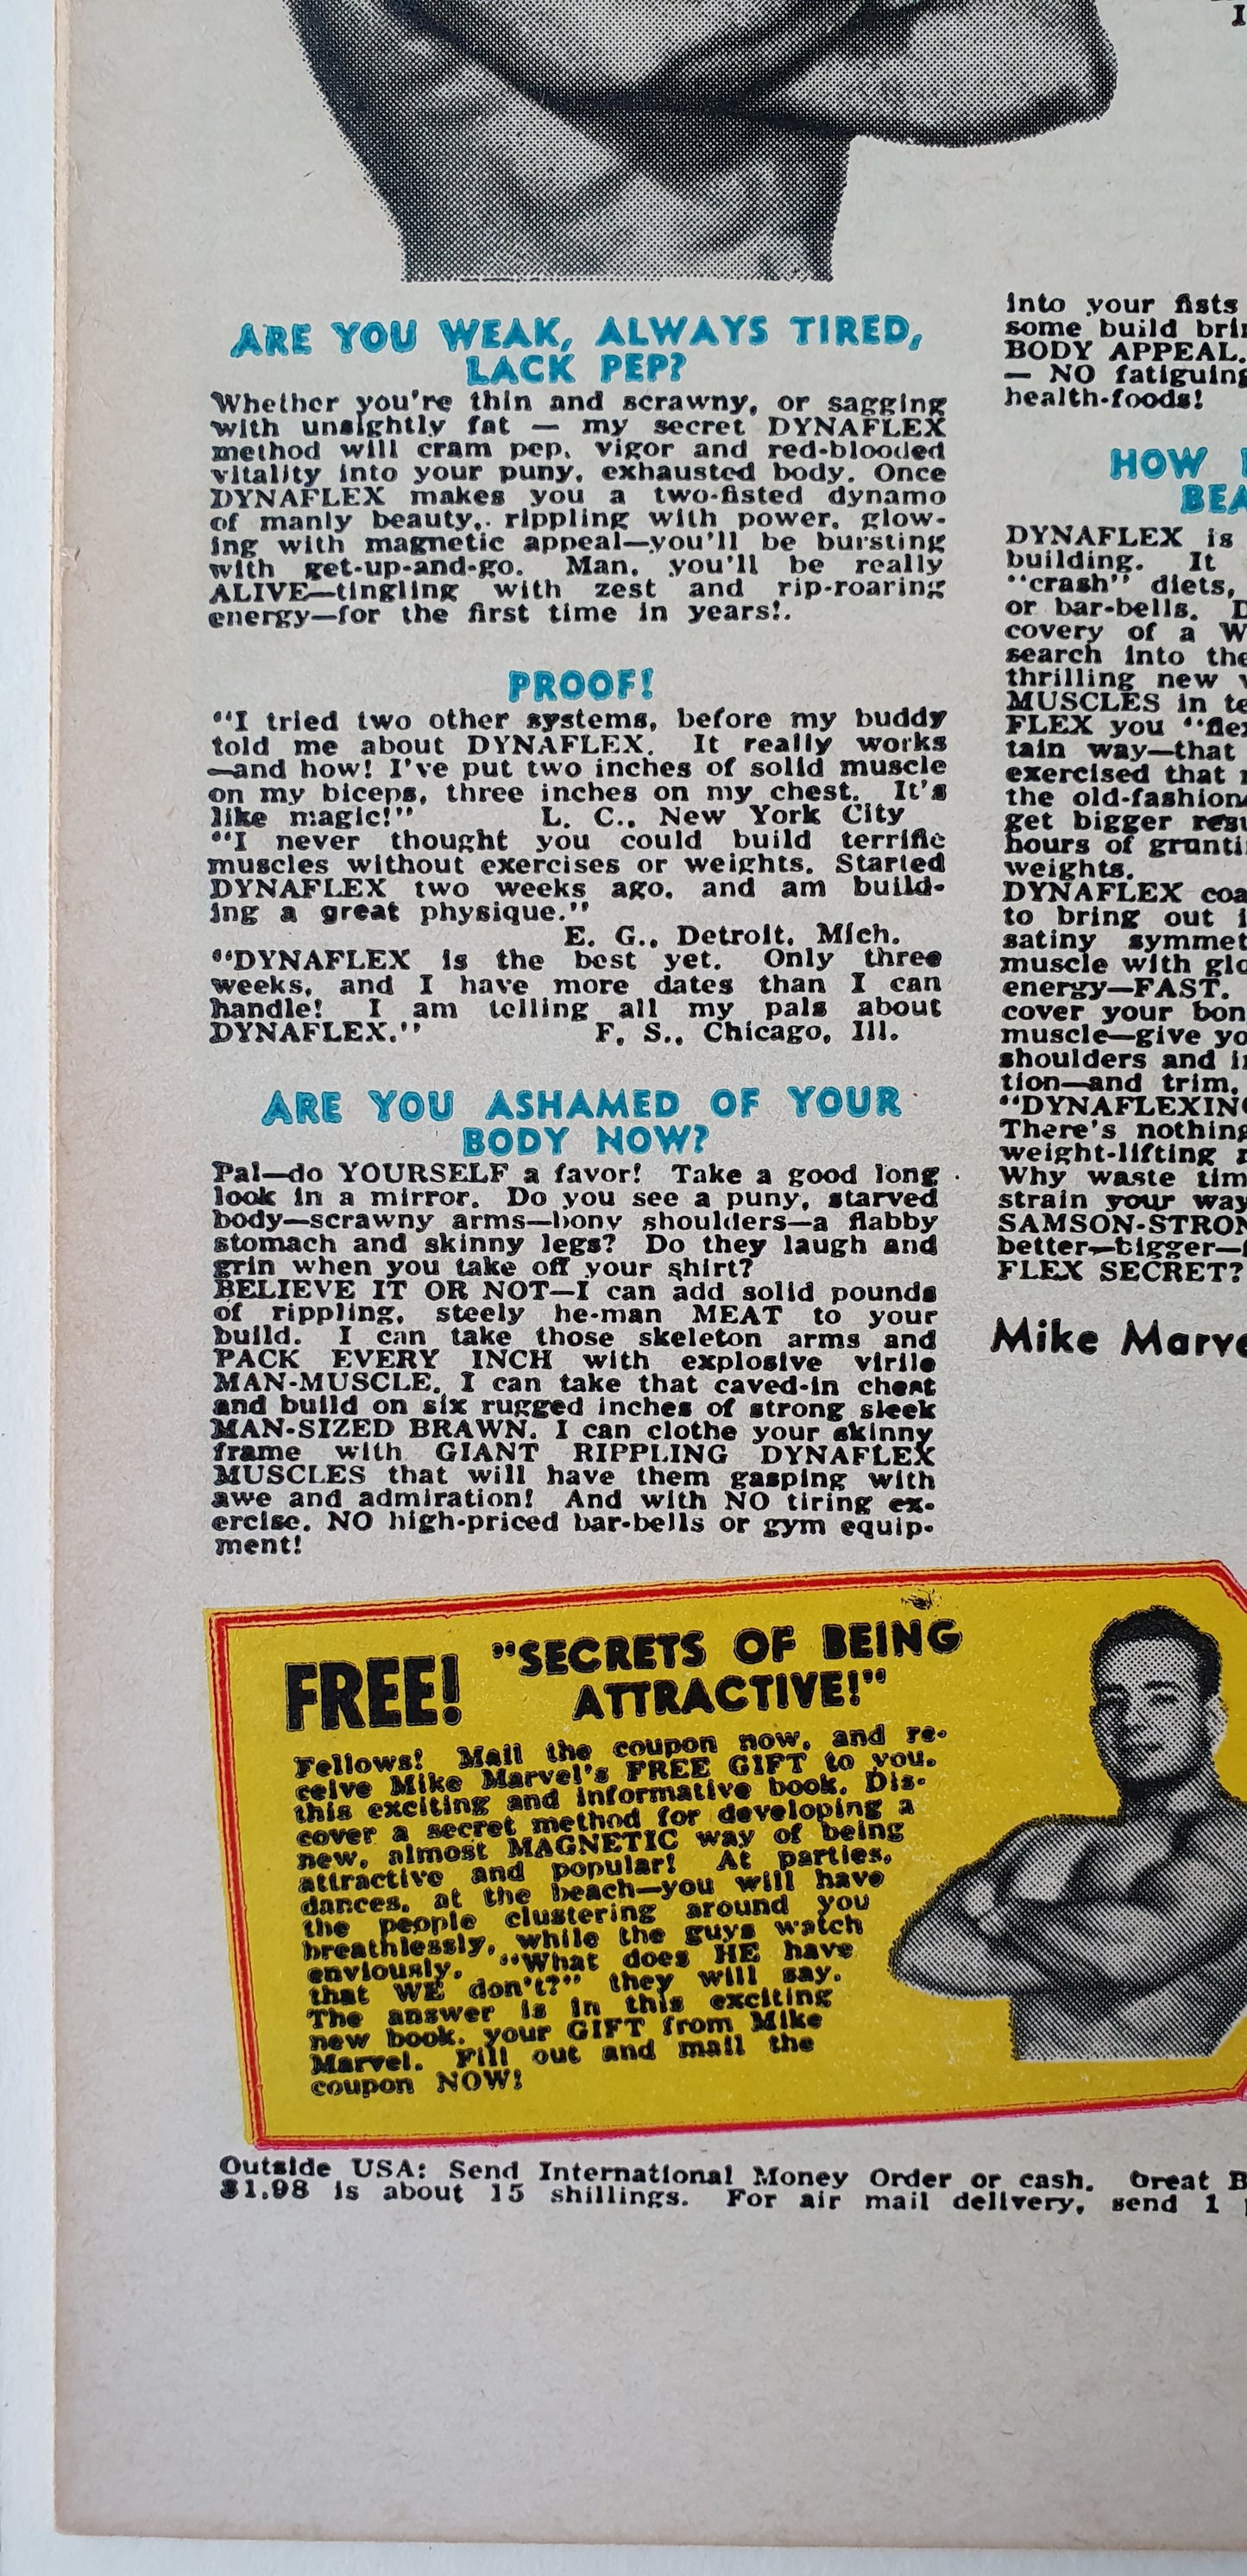 ARE YOU WEAK, ALWAYS TIRED,
LACK PEP?
Whether you're thin and scrawny, or sagging
with unsightly fat — my secret DYNAFLEX
method will cram pep, vigor and red-blooded
vitality into your puny, exhausted body. Once
DYNAFLEX makes you a two-fisted dynamo
of manly beauty, rippling with power, glow-
ing with magnetic appeal—you'll be bursting
with get-up-and-go. Man, you'll be really
ALIVE—tingling with zest and rip-roaring
energy—for the first time in years!.
PROOF!
"I tried two other systems, before my buddy
told me about DYNAFLEX. It really works
—and how! I've put two inches of solid muscle
on my biceps, three inches on my chest. It's
like magic!" L. C., New York City
"I never thought you could build terrific
muscles without exercises or weights. Started
DYNAFLEX two weeks ago, and am build-
ing a great physique."
E. G., Detroit, Mich.
"DYNAFLEX is the best yet. Only three
weeks, and I have more dates than I can
handle! I am telling all my pals about
DYNAFLEX." F. S., Chicago, Ill.
ARE YOU ASHAMED OF YOUR
BODY NOW?
Pal—do YOURSELF a favor! Take a good long
look in a mirror. Do you see a puny, starved
body—scrawny arms—bony shoulders—a flabby
stomach and skinny legs? Do they laugh and
grin when you take off your shirt?
BELIEVE IT OR NOT—I can add solid pounds
of rippling, steely he-man MEAT to your
build. I can take those skeleton arms and
PACK EVERY INCH with explosive virile
MAN-MUSCLE. I can take that caved-in chest
and build on six rugged inches of strong sleek
MAN-SIZED BRAWN. I can clothe your skinny
frame with GIANT RIPPLING DYNAFLEX
MUSCLES that will have them gasping with
awe and admiration! And with NO tiring ex-
ercise, NO high-priced bar-bells or gym equip-
ment!
into your fists
some build
BODY APPEAL.
— NO fatiguing
health-foods!
HOW
DYNAFLEX is
building. It
"crash" diets,
or bar-bells.
covery of a
search into the
thrilling new
MUSCLES in
FLEX you
tain way—that
exercised that
the
get bigger
hours of
weights.
DYNAFLEX
to bring out
satiny
muscle with
energy—FAST.
cover your
muscle—give
shoulders and
tion—and trim,
There's nothing
weight-lifting
Why waste
strain your way
better—bigger—
FLEX SECRET?
Mike
FREE! "SECRETS OF BEING
ATTRACTIVE!"
Fellows! Mail the coupon now, and re-
ceive Mike Marvel's FREE GIFT to you,
this exciting and informative book. Dis-
cover a secret method for developing a
new, almost MAGNETIC way of being
attractive and popular! At parties,
dances, at the beach—you will have
the people clustering around you
breathlessly, while the guys watch
enviously. "What does HE have
that WE don't?" they will say.
The answer is in this exciting
new book, your GIFT from Mike
Marvel. Fill out and mail the
coupon NOW!
Outside USA: Send International Money Order or cash. Great
$1.98 is about 15 shillings. For air mail delivery, send 1